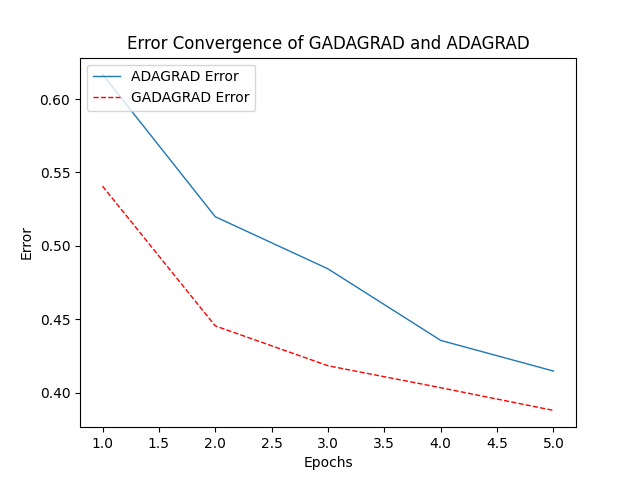 Error Convergence of GADAGRAD and ADAGRAD
ADAGRAD Error
GADAGRAD Error
0.60
0.55
0.50
0.45
0.40
Error
1.0 1.5 2.0 2.5 3.0 3.5 4.0 4.5 5.0
Epochs